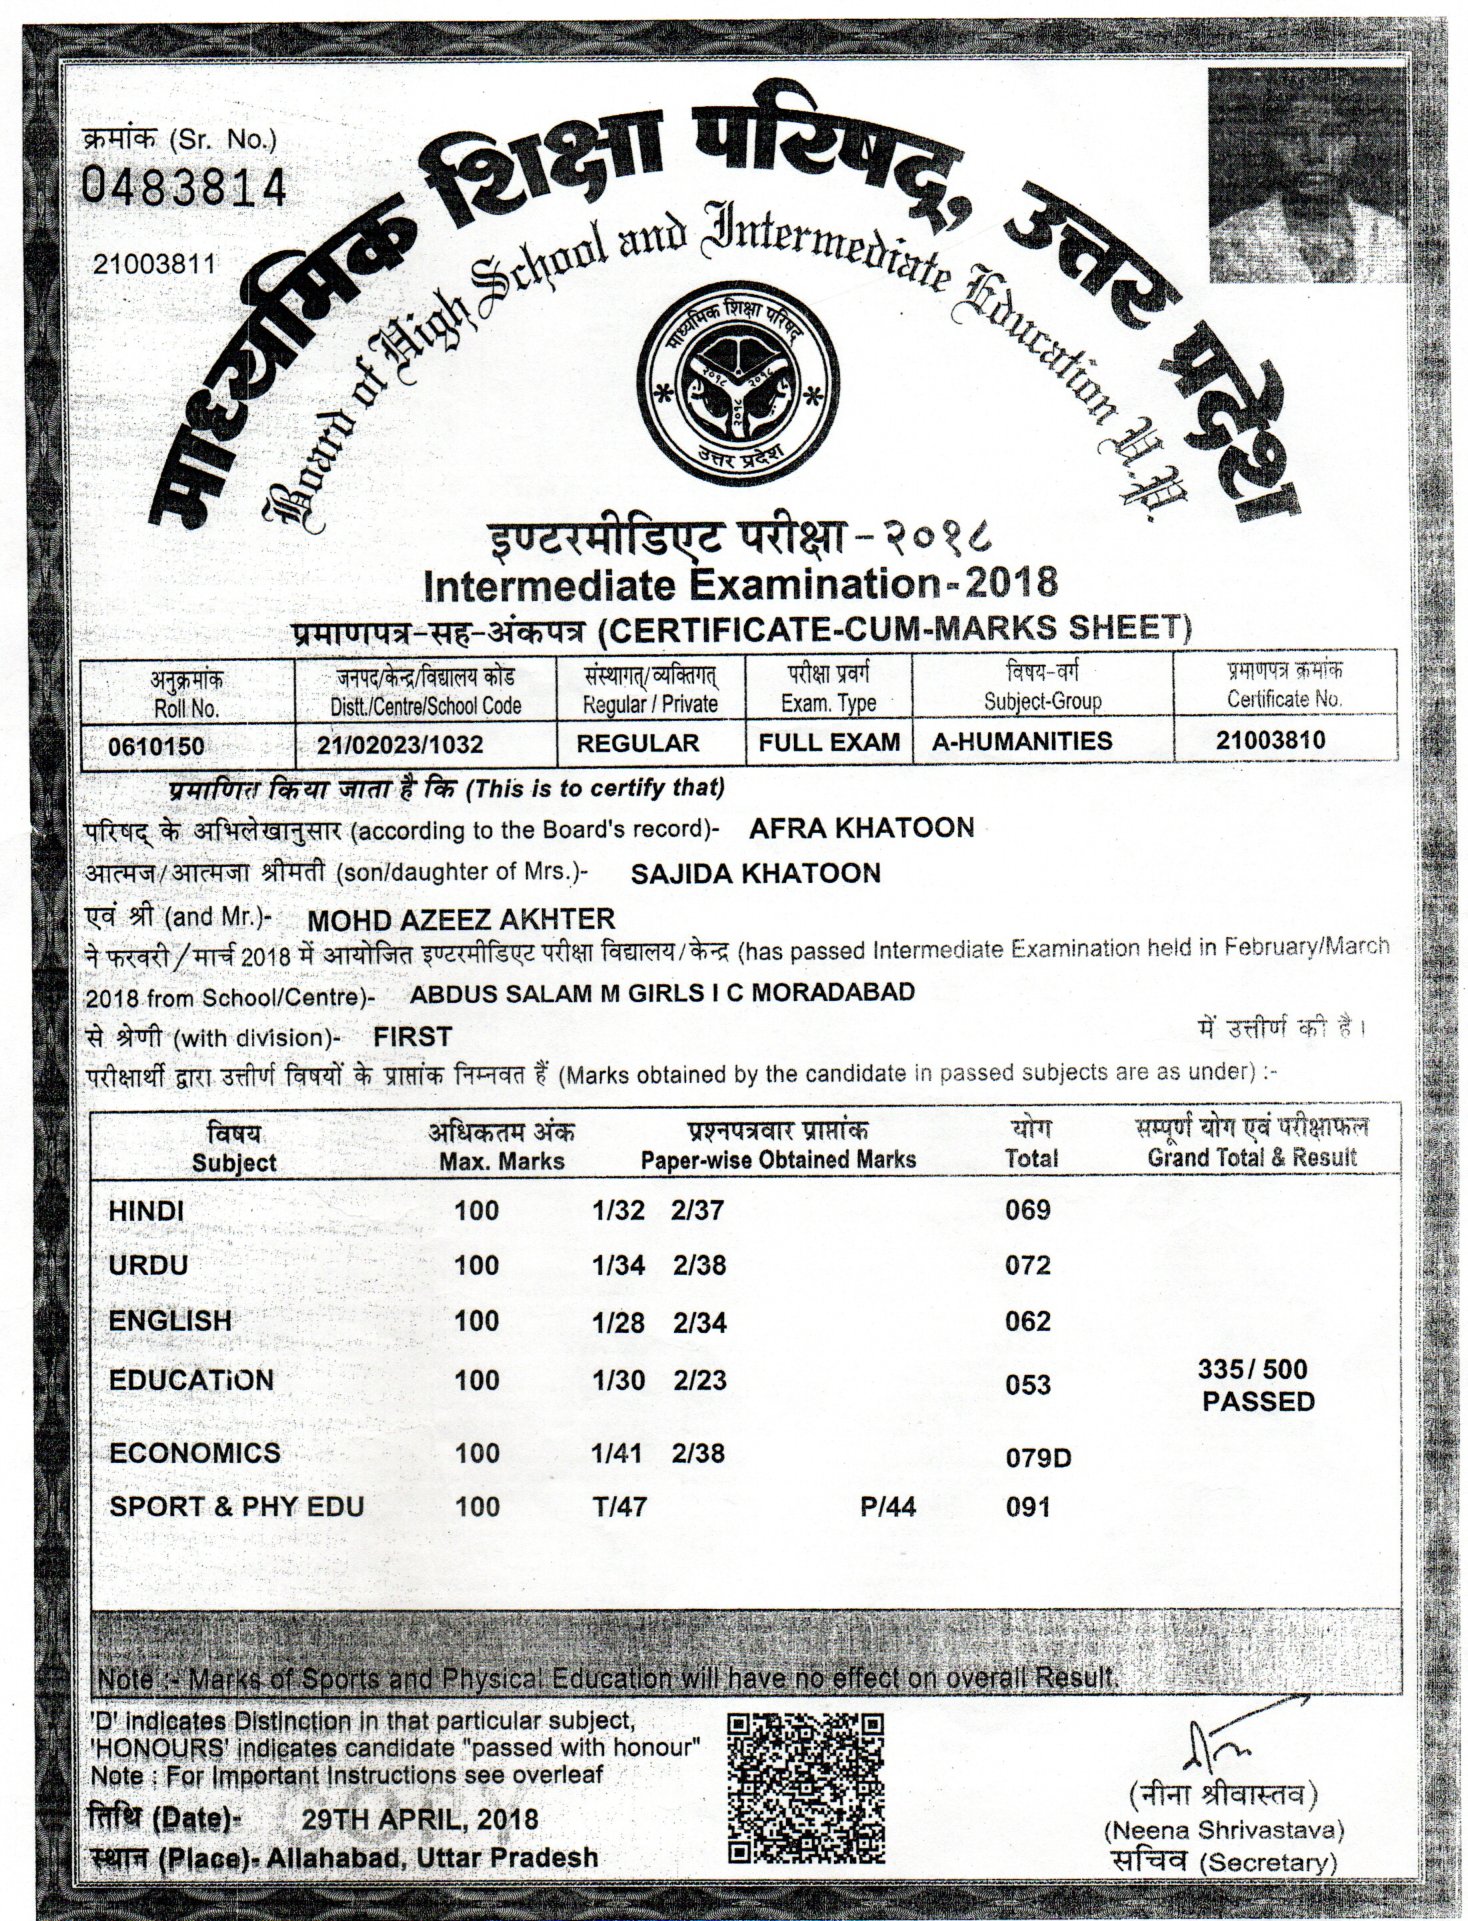 क्रमांक (Sr. No.)
0483814
21003811
माध्यमिक शिक्षा परिषद्, उत्तर प्रदेश
Board of High School and Intermediate Education U.P.
माध्यमिक शिक्षा परिषद्
२०१८ २०१८
२०१८
उत्तर प्रदेश
इण्टरमीडिएट परीक्षा - २०१८
Intermediate Examination - 2018
प्रमाणपत्र-सह-अंकपत्र (CERTIFICATE-CUM-MARKS SHEET)
अनुक्रमांक जनपद/केन्द्र/विद्यालय कोड संस्थागत्/व्यक्तिगत् परीक्षा प्रवर्ग विषय-वर्ग प्रमाणपत्र क्रमांक
Roll No. Distt./Centre/School Code Regular / Private Exam. Type Subject-Group Certificate No.
0610150 21/02023/1032 REGULAR FULL EXAM A-HUMANITIES 21003810
प्रमाणित किया जाता है कि (This is to certify that)
परिषद् के अभिलेखानुसार (according to the Board's record)- AFRA KHATOON
आत्मज/आत्मजा श्रीमती (son/daughter of Mrs.)- SAJIDA KHATOON
एवं श्री (and Mr.)- MOHD AZEEZ AKHTER
ने फरवरी/मार्च 2018 में आयोजित इण्टरमीडिएट परीक्षा विद्यालय/केन्द्र (has passed Intermediate Examination held in February/March
2018 from School/Centre)- ABDUS SALAM M GIRLS I C MORADABAD
से श्रेणी (with division)- FIRST में उत्तीर्ण की है।
परीक्षार्थी द्वारा उत्तीर्ण विषयों के प्राप्तांक निम्नवत हैं (Marks obtained by the candidate in passed subjects are as under) :-
विषय अधिकतम अंक प्रश्नपत्रवार प्राप्तांक योग सम्पूर्ण योग एवं परीक्षाफल
Subject Max. Marks Paper-wise Obtained Marks Total Grand Total & Result
HINDI 100 1/32 2/37 069
URDU 100 1/34 2/38 072
ENGLISH 100 1/28 2/34 062
EDUCATION 100 1/30 2/23 053 335/ 500
PASSED
ECONOMICS 100 1/41 2/38 079D
SPORT & PHY EDU 100 T/47 P/44 091
Note :- Marks of Sports and Physical Education will have no effect on overall Result.
'D' indicates Distinction in that particular subject,
'HONOURS' indicates candidate "passed with honour"
Note : For Important Instructions see overleaf
तिथि (Date)- 29TH APRIL, 2018
स्थान (Place)- Allahabad, Uttar Pradesh
(नीना श्रीवास्तव)
(Neena Shrivastava)
सचिव (Secretary)